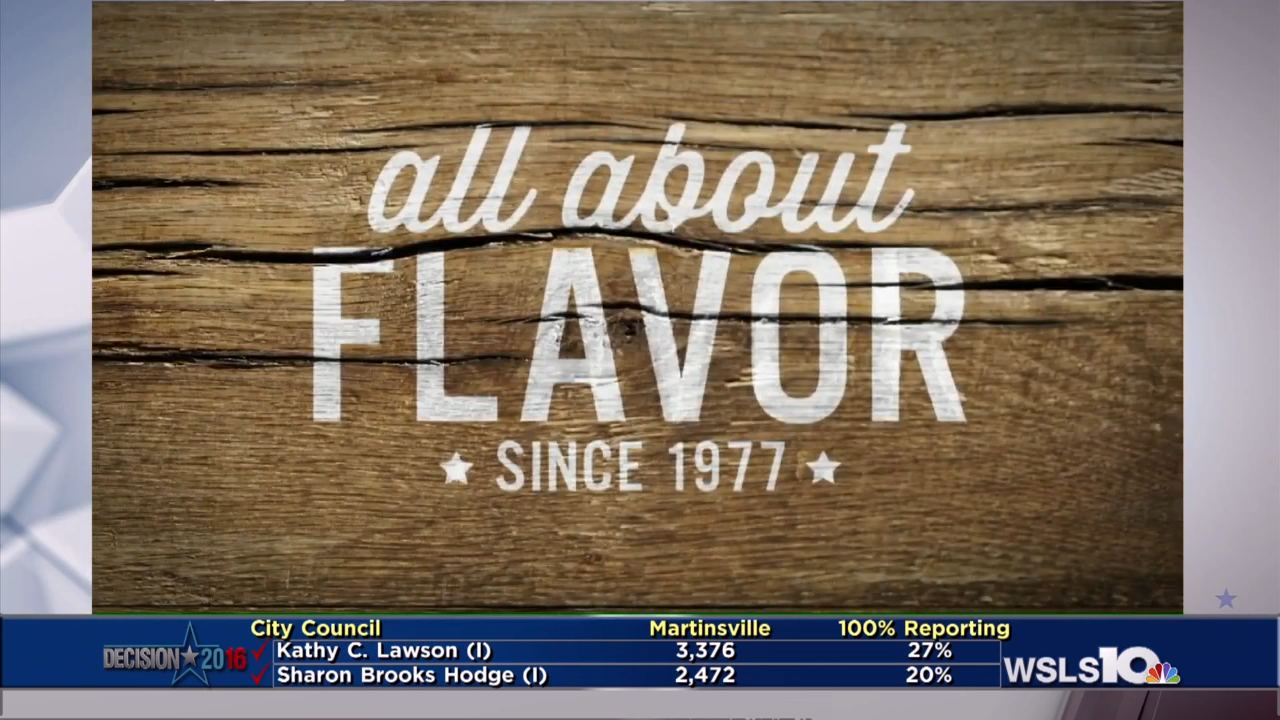 all about
FLAVOR
SINCE 1977
City Council Martinsville 100% Reporting
DECISION 2016
Kathy C. Lawson (I) 3,376 27%
Sharon Brooks Hodge (I) 2,472 20%
WSLS 10